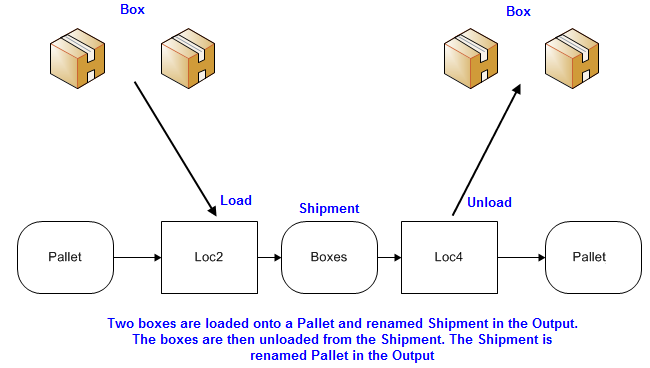 Box
Box
Load
Shipment
Unload
Pallet
Loc2
Boxes
Loc4
Pallet
Two boxes are loaded onto a Pallet and renamed Shipment in the Output.
The boxes are then unloaded from the Shipment. The Shipment is
renamed Pallet in the Output